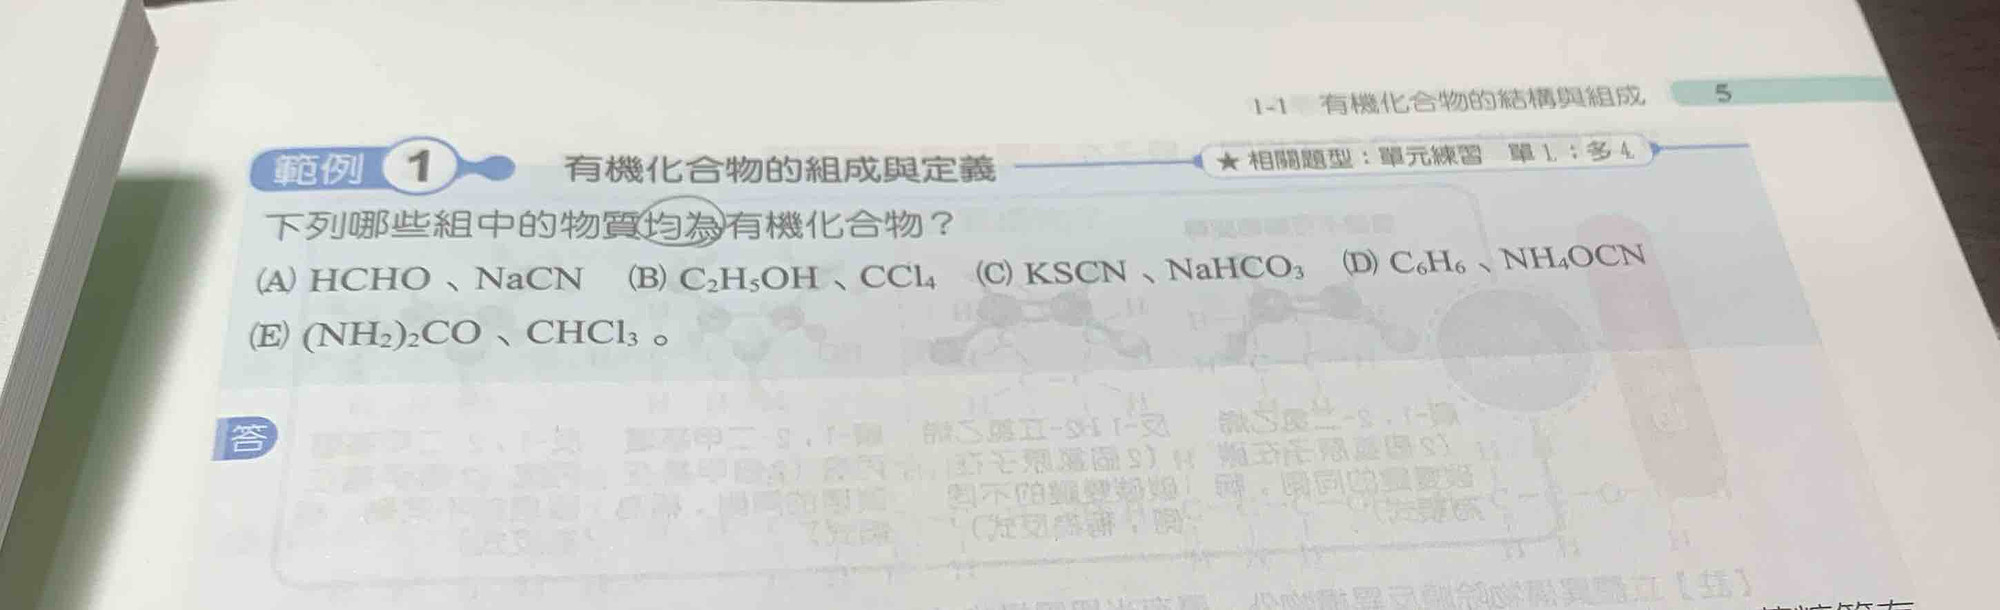 1-1 有機化合物的結構與組成 5
範例 1 有機化合物的組成與定義 ★相關題型：單元練習 單1；多4
下列哪些組中的物質均為有機化合物？
(A) HCHO、NaCN (B) C₂H₅OH、CCl₄ (C) KSCN、NaHCO₃ (D) C₆H₆、NH₄OCN
(E) (NH₂)₂CO、CHCl₃。
答